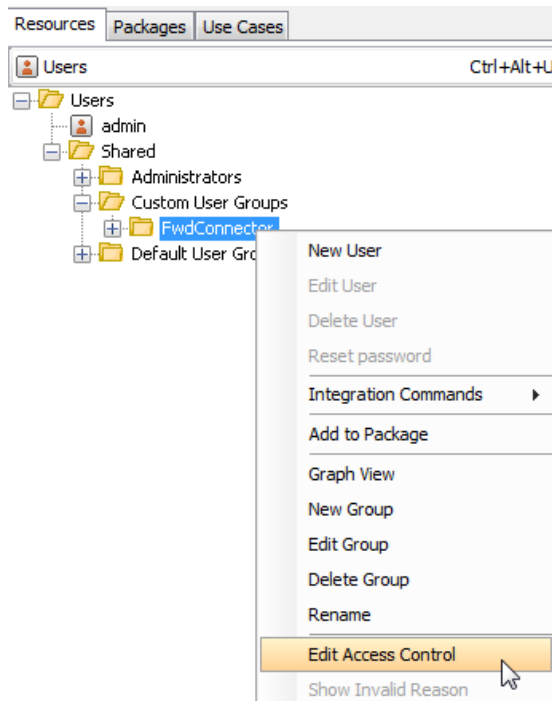 Resources Packages Use Cases
Users Ctrl+Alt+U
Users
admin
Shared
Administrators
Custom User Groups
FwdConnector
Default User Gro
New User
Edit User
Delete User
Reset password
Integration Commands
Add to Package
Graph View
New Group
Edit Group
Delete Group
Rename
Edit Access Control
Show Invalid Reason